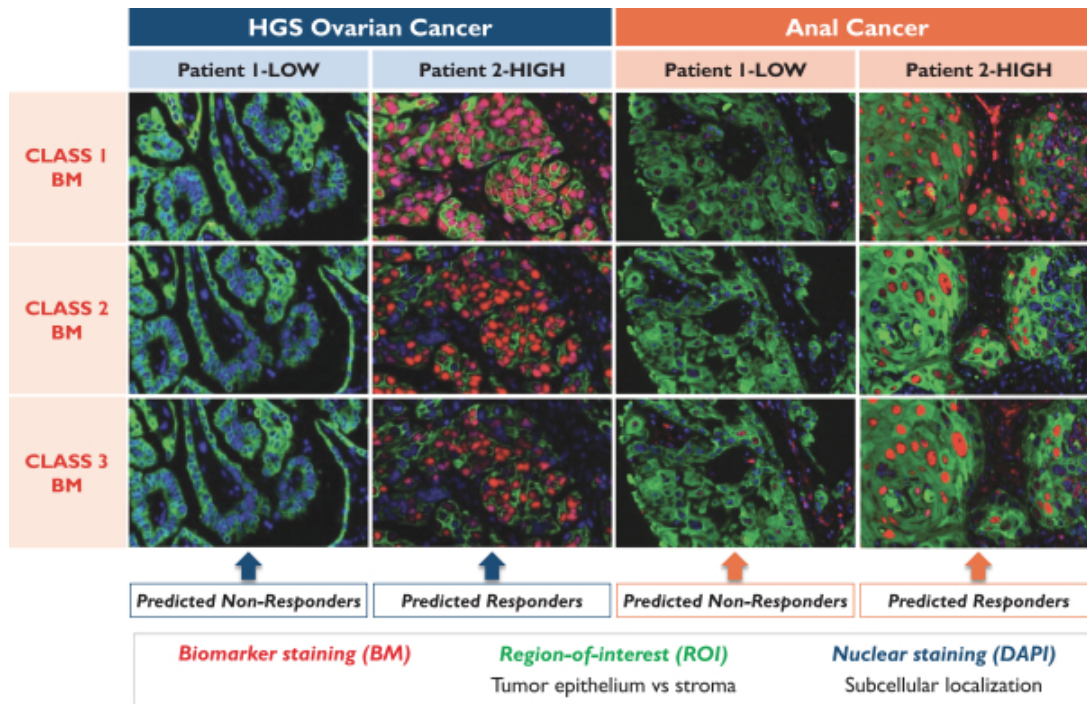 HGS Ovarian Cancer
Anal Cancer
Patient 1-LOW
Patient 2-HIGH
Patient 1-LOW
Patient 2-HIGH
CLASS 1
BM
CLASS 2
BM
CLASS 3
BM
Predicted Non-Responders
Predicted Responders
Predicted Non-Responders
Predicted Responders
Biomarker staining (BM)
Region-of-interest (ROI)
Nuclear staining (DAPI)
Tumor epithelium vs stroma
Subcellular localization